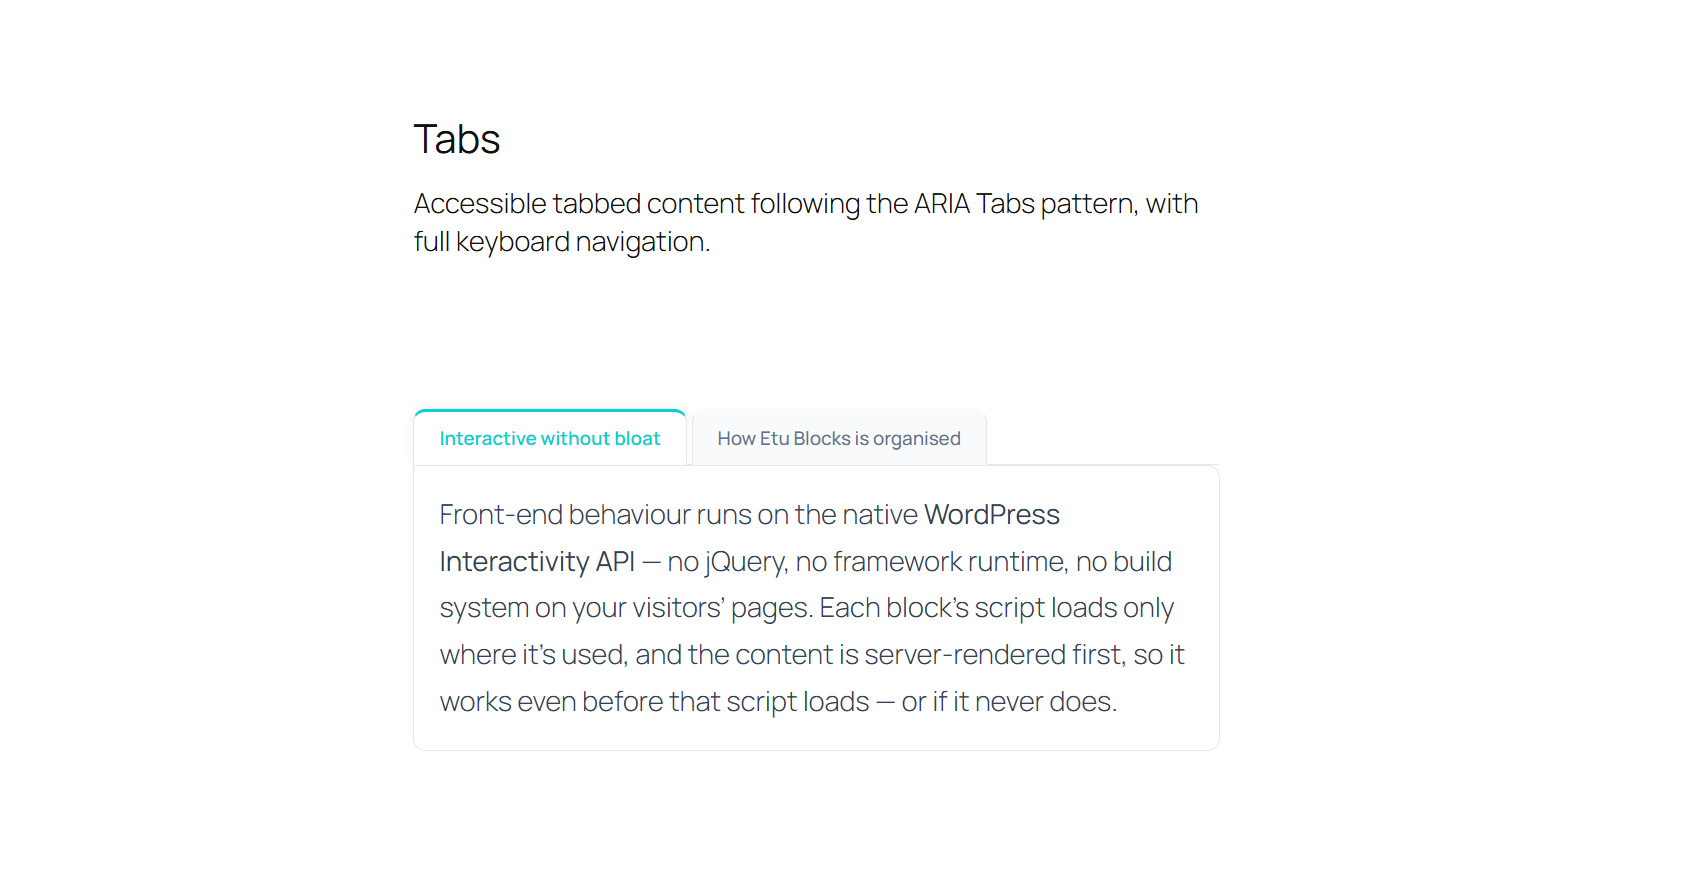 Tabs
Accessible tabbed content following the ARIA Tabs pattern, with
full keyboard navigation.
Interactive without bloat
How Etu Blocks is organised
Front-end behaviour runs on the native WordPress
Interactivity API — no jQuery, no framework runtime, no build
system on your visitors’ pages. Each block’s script loads only
where it’s used, and the content is server-rendered first, so it
works even before that script loads — or if it never does.